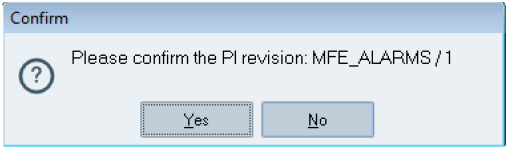 Confirm
Please confirm the PI revision: MFE_ALARMS / 1
Yes No